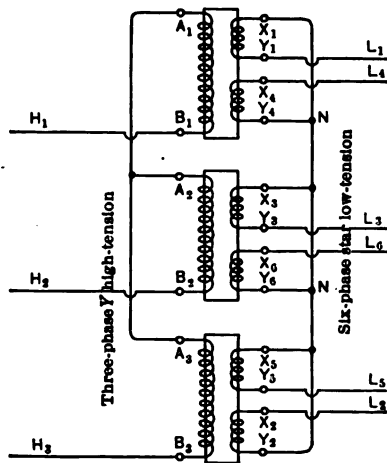 A1
X1
Y1
L1
L4
X4
Y4
H1
B1
N
A2
X3
Y3
L3
L6
X6
Y6
H2
B2
N
A3
X5
Y5
L5
L2
X2
Y2
H3
B3
Three-phase Y high-tension
Six-phase star low-tension